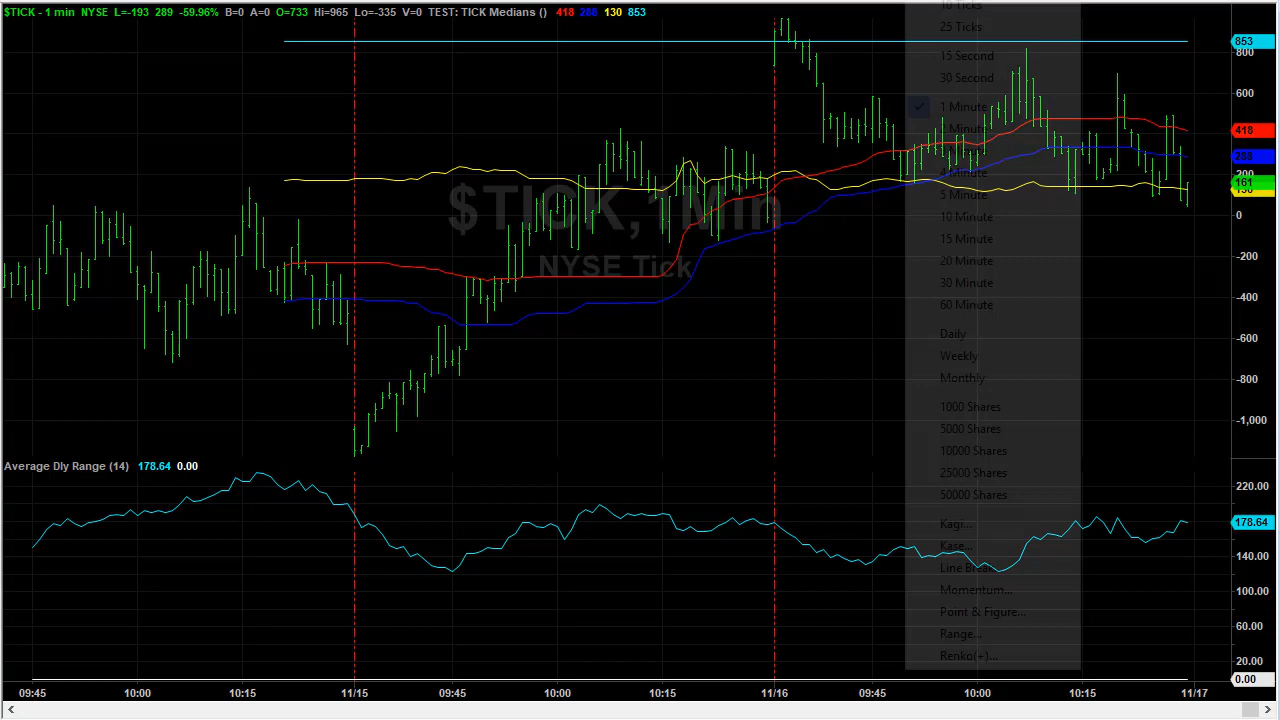 $TICK - 1 min NYSE L=-193 289 -59.96% B=0 A=0 O=733 Hi=965 Lo=-335 V=0 TEST: TICK Medians () 418 288 130 853
$TICK,1 Min
NYSE Tick
10 Ticks
25 Ticks
15 Second
30 Second
1 Minute
2 Minute
4 Minute
5 Minute
10 Minute
15 Minute
20 Minute
30 Minute
60 Minute
Daily
Weekly
Monthly
1000 Shares
5000 Shares
10000 Shares
25000 Shares
50000 Shares
Kagi...
Kase...
Line Break...
Momentum...
Point & Figure...
Range...
Renko(+)...
853
800
600
418
288
200
161
130
0
-200
-400
-600
-800
-1,000
Average Dly Range (14) 178.64 0.00
220.00
178.64
140.00
100.00
60.00
20.00
0.00
09:45 10:00 10:15 11/15 09:45 10:00 10:15 11/16 09:45 10:00 10:15 11/17